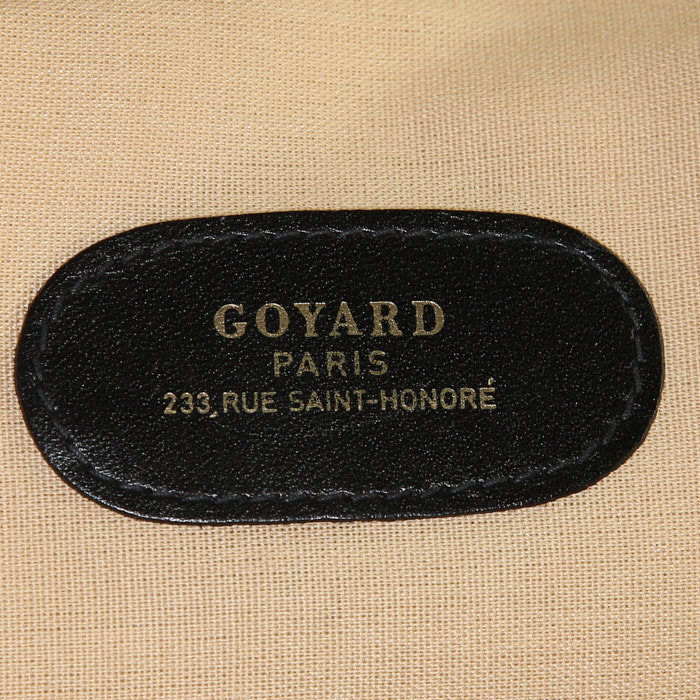 GOYARD
PARIS
233, RUE SAINT-HONORÉ